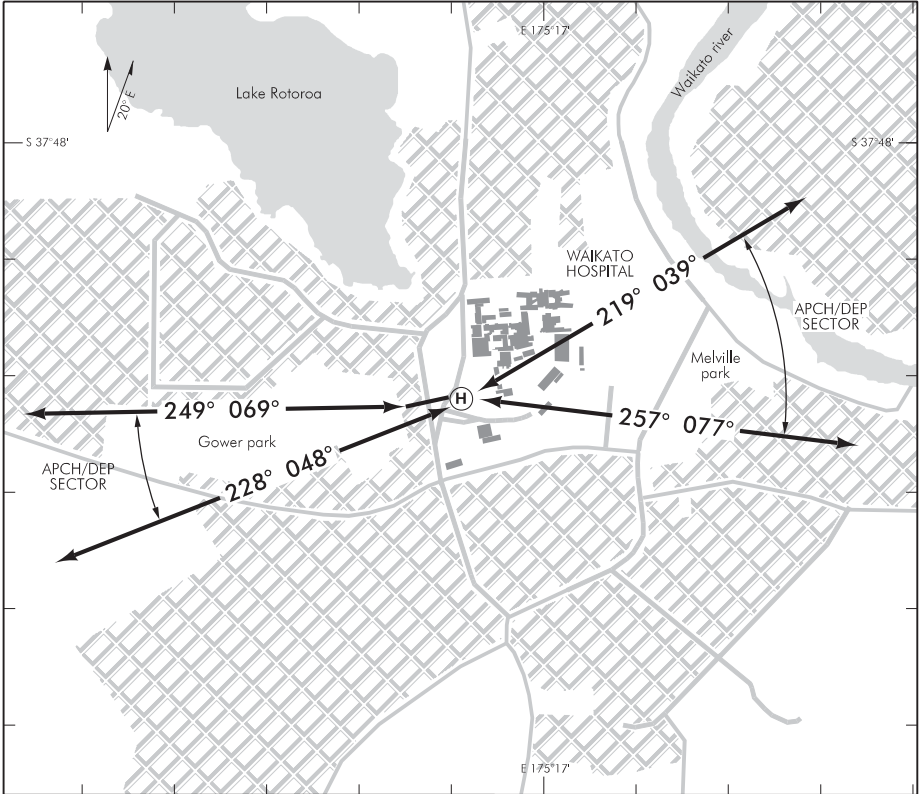 E 175°17'
Waikato river
Lake Rotoroa
20° E
S 37°48'
S 37°48'
WAIKATO
HOSPITAL
219° 039°
APCH/DEP
SECTOR
Melville
park
H
249° 069°
257° 077°
Gower park
228° 048°
APCH/DEP
SECTOR
E 175°17'